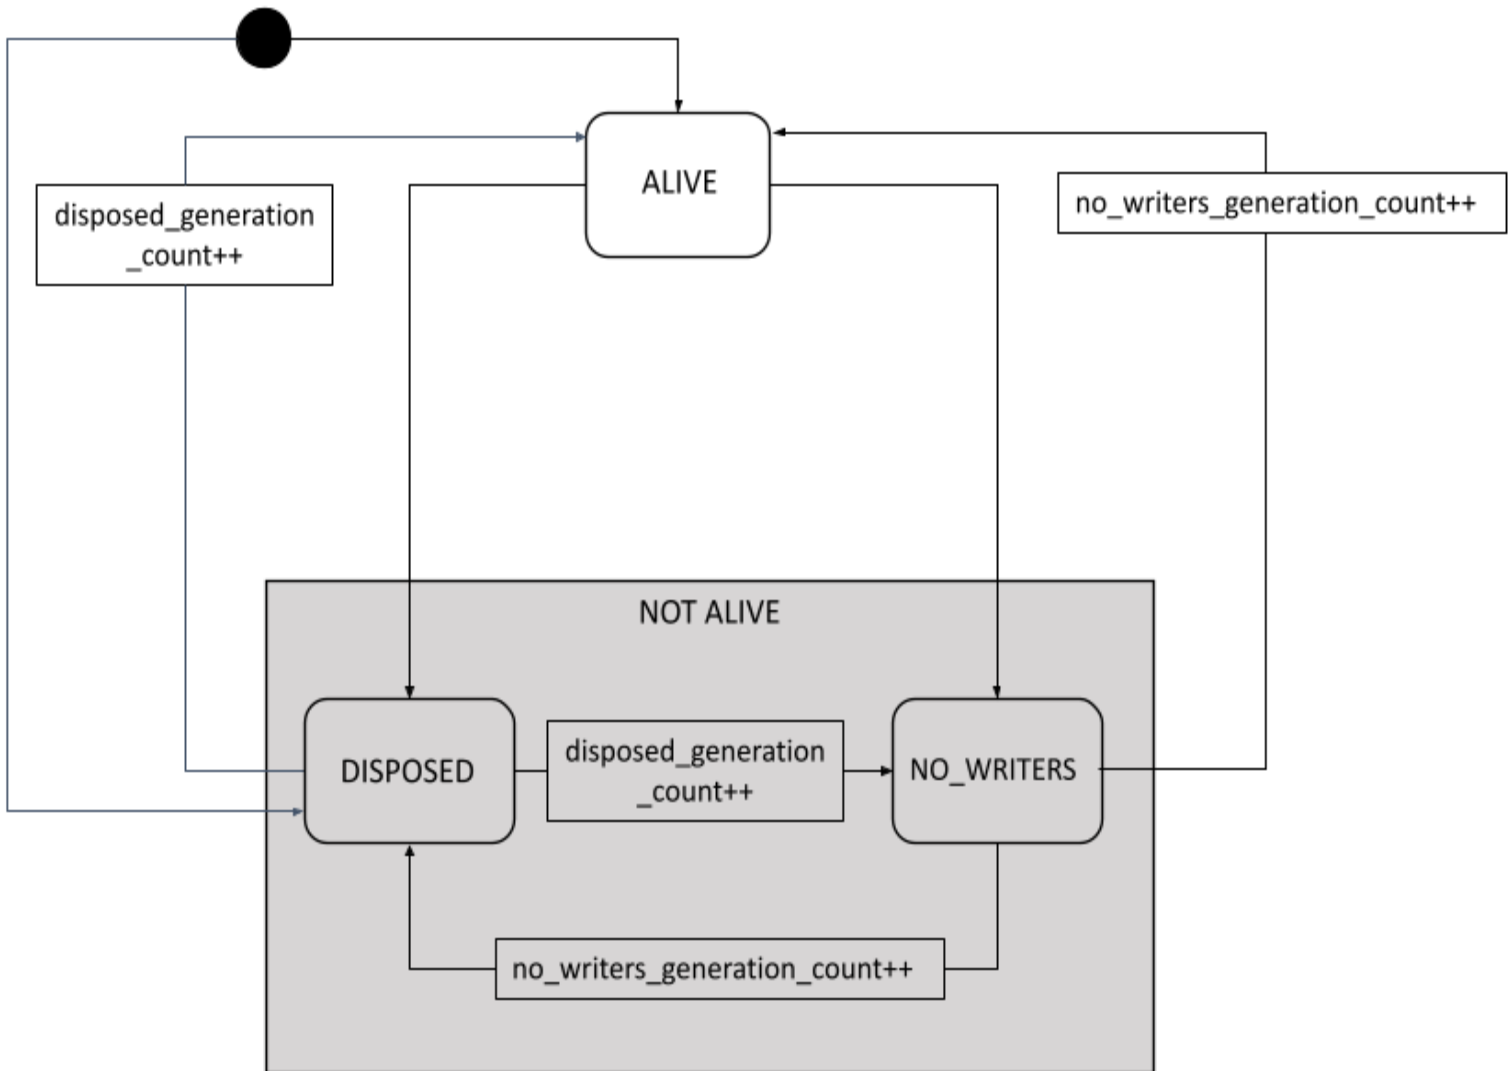 ALIVE
disposed_generation
_count++
no_writers_generation_count++
NOT ALIVE
DISPOSED
disposed_generation
_count++
NO_WRITERS
no_writers_generation_count++